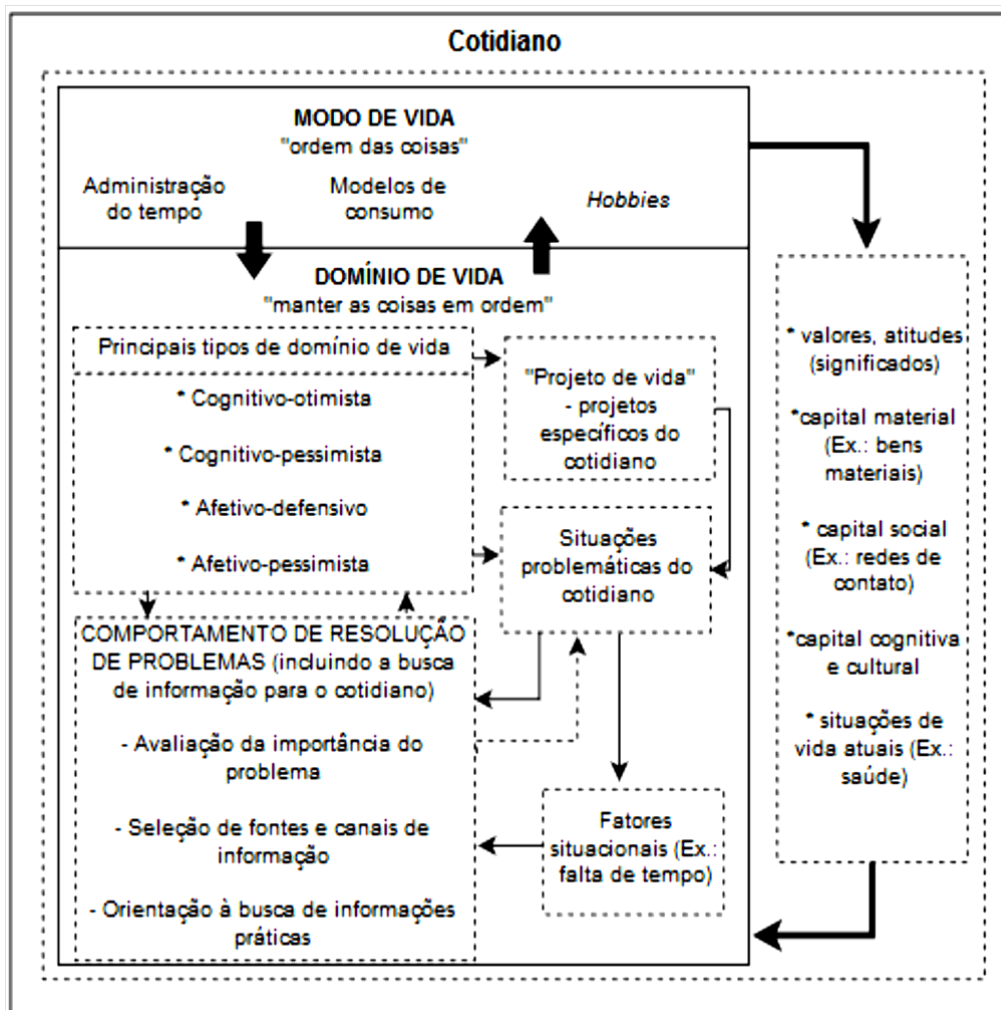 Cotidiano
MODO DE VIDA
"ordem das coisas"
Administração
do tempo
Modelos de
consumo
Hobbies
DOMÍNIO DE VIDA
"manter as coisas em ordem"
Principais tipos de domínio de vida
* Cognitivo-otimista
* Cognitivo-pessimista
* Afetivo-defensivo
* Afetivo-pessimista
"Projeto de vida"
- projetos
específicos do
cotidiano
Situações
problemáticas do
cotidiano
COMPORTAMENTO DE RESOLUÇÃO
DE PROBLEMAS (incluindo a busca
de informação para o cotidiano)
- Avaliação da importância do
problema
- Seleção de fontes e canais de
informação
- Orientação à busca de informações
práticas
Fatores
situacionais (Ex.:
falta de tempo)
* valores, atitudes
(significados)
*capital material
(Ex.: bens
materiais)
* capital social
(Ex.: redes de
contato)
*capital cognitiva
e cultural
* situações de
vida atuais (Ex.:
saúde)